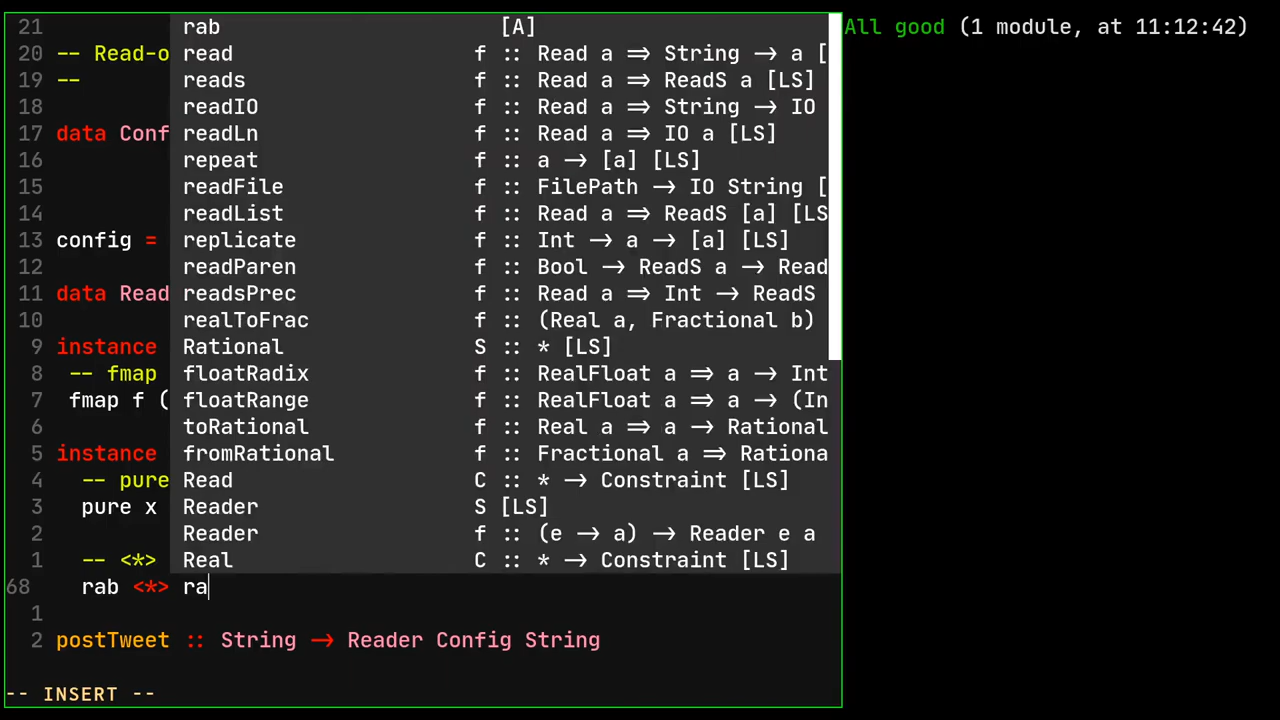 21 rab [A] All good (1 module, at 11:12:42)
20 -- Read-o read f :: Read a => String -> a [
19 -- reads f :: Read a => ReadS a [LS]
18 readIO f :: Read a => String -> IO
17 data Conf readLn f :: Read a => IO a [LS]
16 repeat f :: a -> [a] [LS]
15 readFile f :: FilePath -> IO String [
14 readList f :: Read a => ReadS [a] [LS
13 config = replicate f :: Int -> a -> [a] [LS]
12 readParen f :: Bool -> ReadS a -> Read
11 data Read readsPrec f :: Read a => Int -> ReadS
10 realToFrac f :: (Real a, Fractional b)
9 instance Rational S :: * [LS]
8 -- fmap floatRadix f :: RealFloat a => a -> Int
7 fmap f ( floatRange f :: RealFloat a => a -> (In
6 toRational f :: Real a => a -> Rational
5 instance fromRational f :: Fractional a => Rationa
4 -- pure Read C :: * -> Constraint [LS]
3 pure x Reader S [LS]
2 Reader f :: (e -> a) -> Reader e a
1 -- <*> Real C :: * -> Constraint [LS]
68 rab <*> ra
1
2 postTweet :: String -> Reader Config String
-- INSERT --